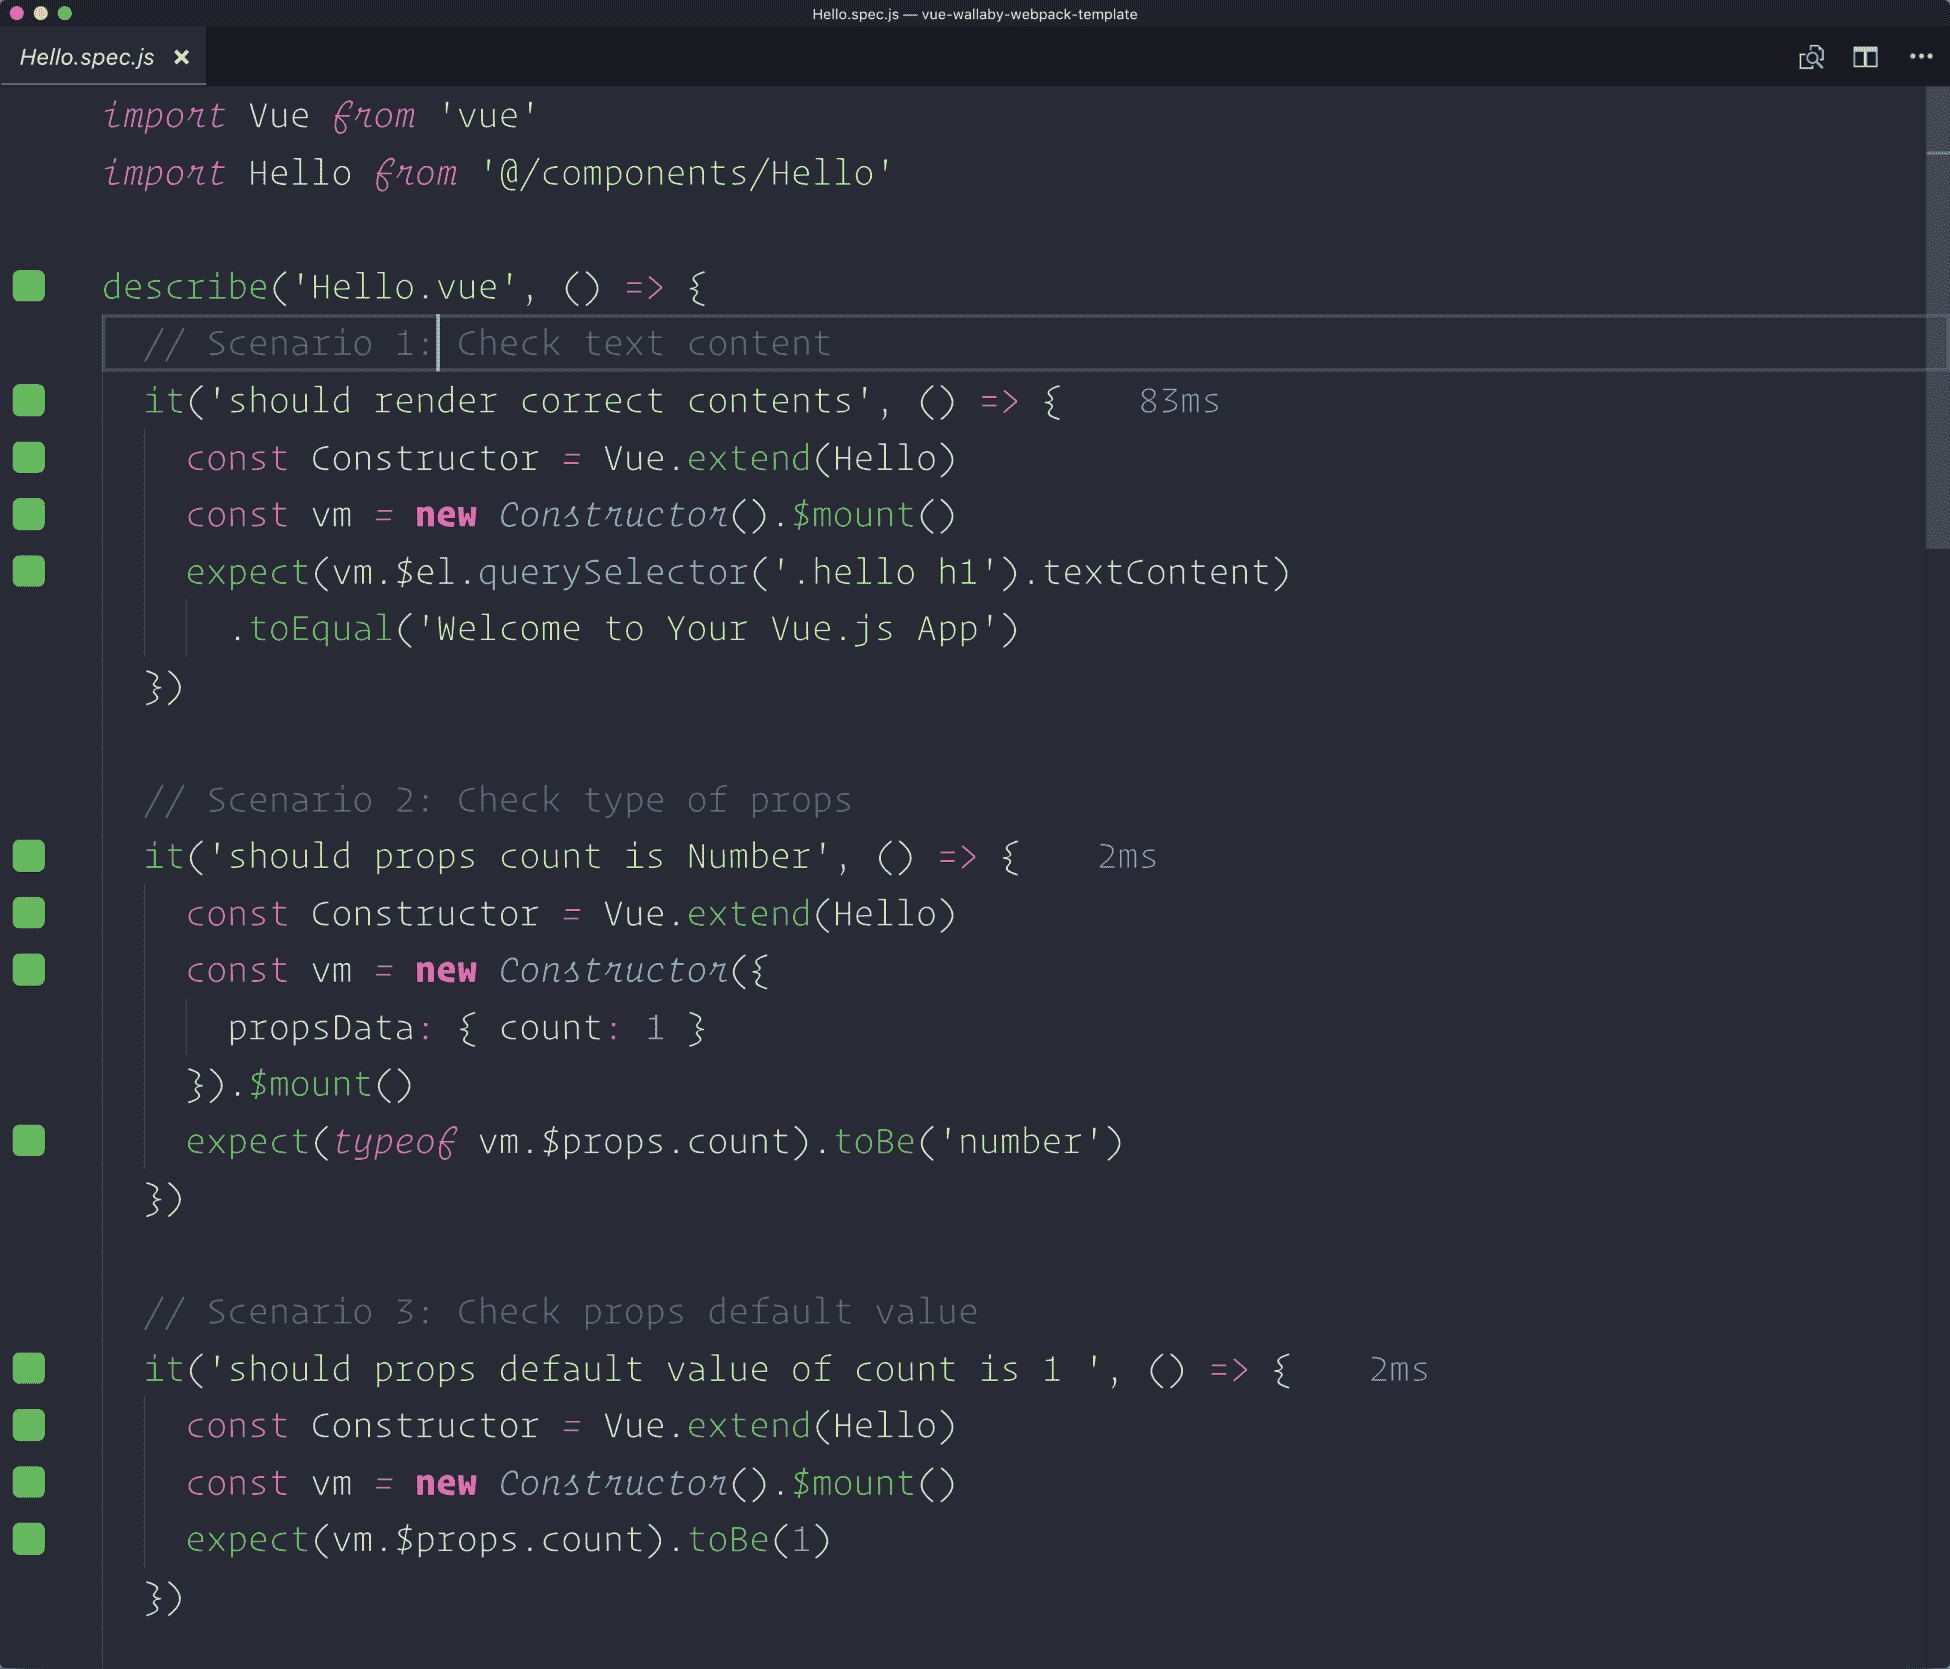 Hello.spec.js — vue-wallaby-webpack-template
Hello.spec.js ×
import Vue from 'vue'
import Hello from '@/components/Hello'
describe('Hello.vue', () => {
// Scenario 1: Check text content
it('should render correct contents', () => { 83ms
const Constructor = Vue.extend(Hello)
const vm = new Constructor().$mount()
expect(vm.$el.querySelector('.hello h1').textContent)
.toEqual('Welcome to Your Vue.js App')
})
// Scenario 2: Check type of props
it('should props count is Number', () => { 2ms
const Constructor = Vue.extend(Hello)
const vm = new Constructor({
propsData: { count: 1 }
}).$mount()
expect(typeof vm.$props.count).toBe('number')
})
// Scenario 3: Check props default value
it('should props default value of count is 1 ', () => { 2ms
const Constructor = Vue.extend(Hello)
const vm = new Constructor().$mount()
expect(vm.$props.count).toBe(1)
})